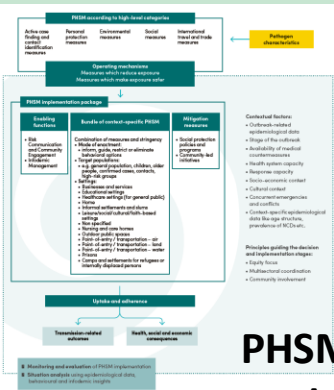 PHSM according to high-level categories
Active case
finding and
contact
identification
measures
Personal
protection
measures
Environmental
measures
Social
measures
International
travel and trade
measures
Pathogen
characteristics
Operating mechanisms
Measures which reduce exposure
Measures which make exposure safer
PHSM implementation package
Enabling
functions
• Risk
Communication and
Community
Engagement
• Infodemic
Management
Bundle of context-specific PHSM
Combination of measures and stringency
• Mode of enactment:
• inform, guide, restrict or eliminate
behavioral options
• Target populations:
• e.g. general population, children, older
people, confirmed cases, contacts,
high-risk groups
• Settings:
• Businesses and services
• Educational settings
• Healthcare settings (for general public)
• Home
• Informal settlements and slums
• Leisure/social cultural/faith-based
settings
• Non specified
• Nursing and care homes
• Outdoor public spaces
• Point-of-entry / transportation – air
• Point-of-entry / transportation – land
• Point-of-entry / transportation – water
• Prisons
• Camps and settlements for refugees or
internally displaced persons
Mitigation
measures
• Social protection
policies and
programs
• Community-led
initiatives
Contextual factors:
• Outbreak-related
epidemiological data
• Stage of the outbreak
• Availability of medical
countermeasures
• Health system capacity
• Response capacity
• Socio-economic context
• Cultural context
• Concurrent emergencies
and conflicts
• Context-specific epidemiological
data like age structure,
prevalence of NCDs etc.
Principles guiding the decision
and implementation stages:
• Equity focus
• Multisectoral coordination
• Community involvement
Uptake and adherence
Transmission-related
outcomes
Health, social and economic
consequences
Monitoring and evaluation of PHSM implementation
Situation analysis using epidemiological data,
behavioural and infodemic insights
PHSM